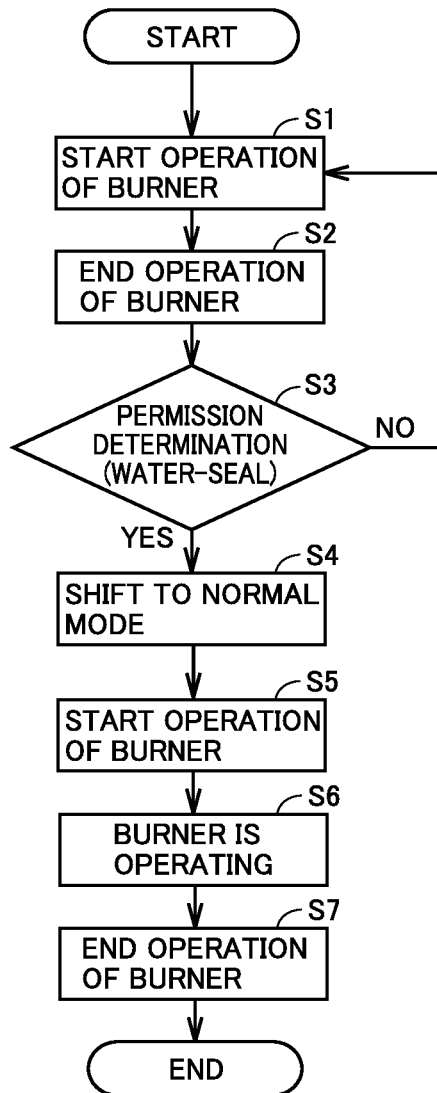 START
S1
START OPERATION
OF BURNER
S2
END OPERATION
OF BURNER
S3
PERMISSION
DETERMINATION
(WATER-SEAL)
NO
YES
S4
SHIFT TO NORMAL
MODE
S5
START OPERATION
OF BURNER
S6
BURNER IS
OPERATING
S7
END OPERATION
OF BURNER
END